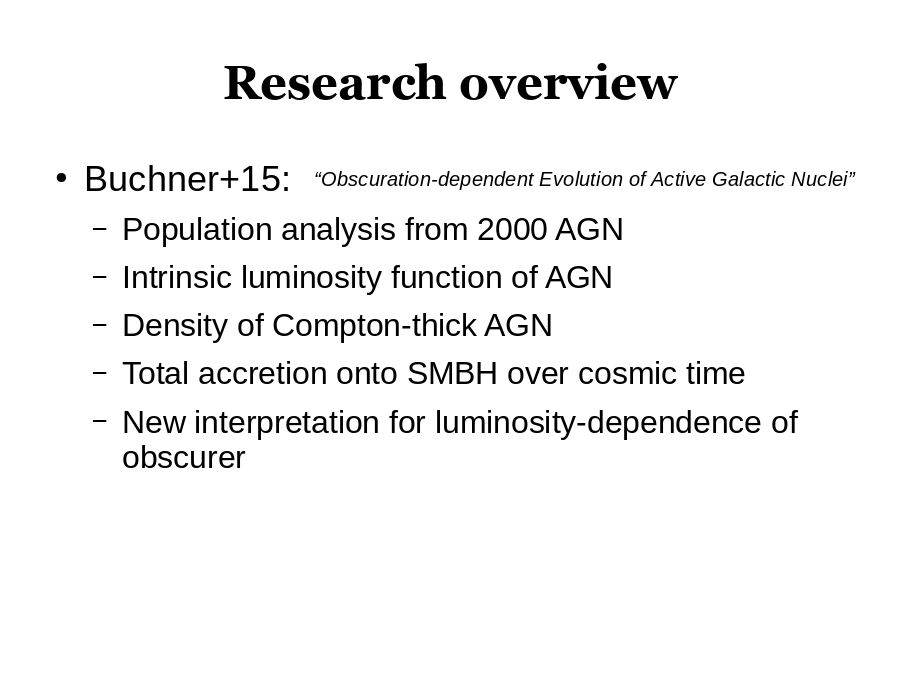 Research overview
• Buchner+15: “Obscuration-dependent Evolution of Active Galactic Nuclei”
– Population analysis from 2000 AGN
– Intrinsic luminosity function of AGN
– Density of Compton-thick AGN
– Total accretion onto SMBH over cosmic time
– New interpretation for luminosity-dependence of
obscurer